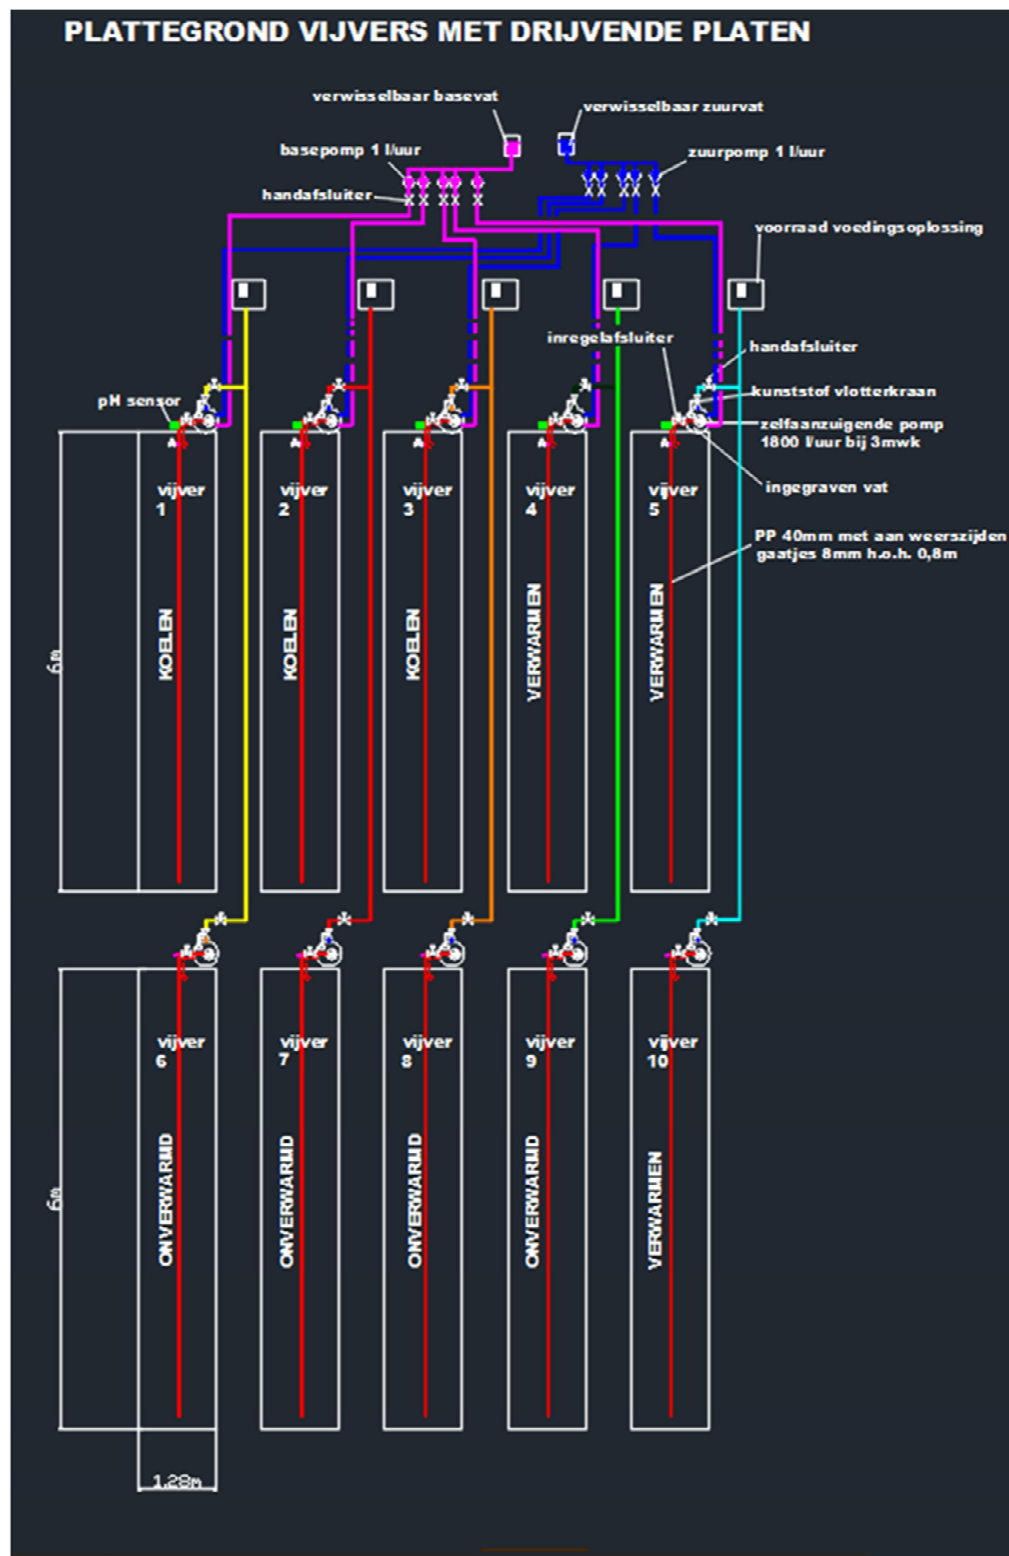 PLATTEGROND VIJVERS MET DRIJVENDE PLATEN
verwisselbaar basevat
verwisselbaar zuurvat
basepomp 1 l/uur
zuurpomp 1 l/uur
handafsluiter
voorraad voedingsoplossing
inregelafsluiter
handafsluiter
kunststof vlotterkraan
pH sensor
zelfaanzuigende pomp
1800 l/uur bij 3mwk
A
A
A
A
A
ingegraven vat
vijver
1
vijver
2
vijver
3
vijver
4
vijver
5
PP 40mm met aan weerszijden
gaatjes 8mm h.o.h. 0,8m
6m
KOELEN
KOELEN
KOELEN
VERWARMEN
VERWARMEN
vijver
6
vijver
7
vijver
8
vijver
9
vijver
10
6m
ONVERWARMD
ONVERWARMD
ONVERWARMD
ONVERWARMD
VERWARMEN
1.28m